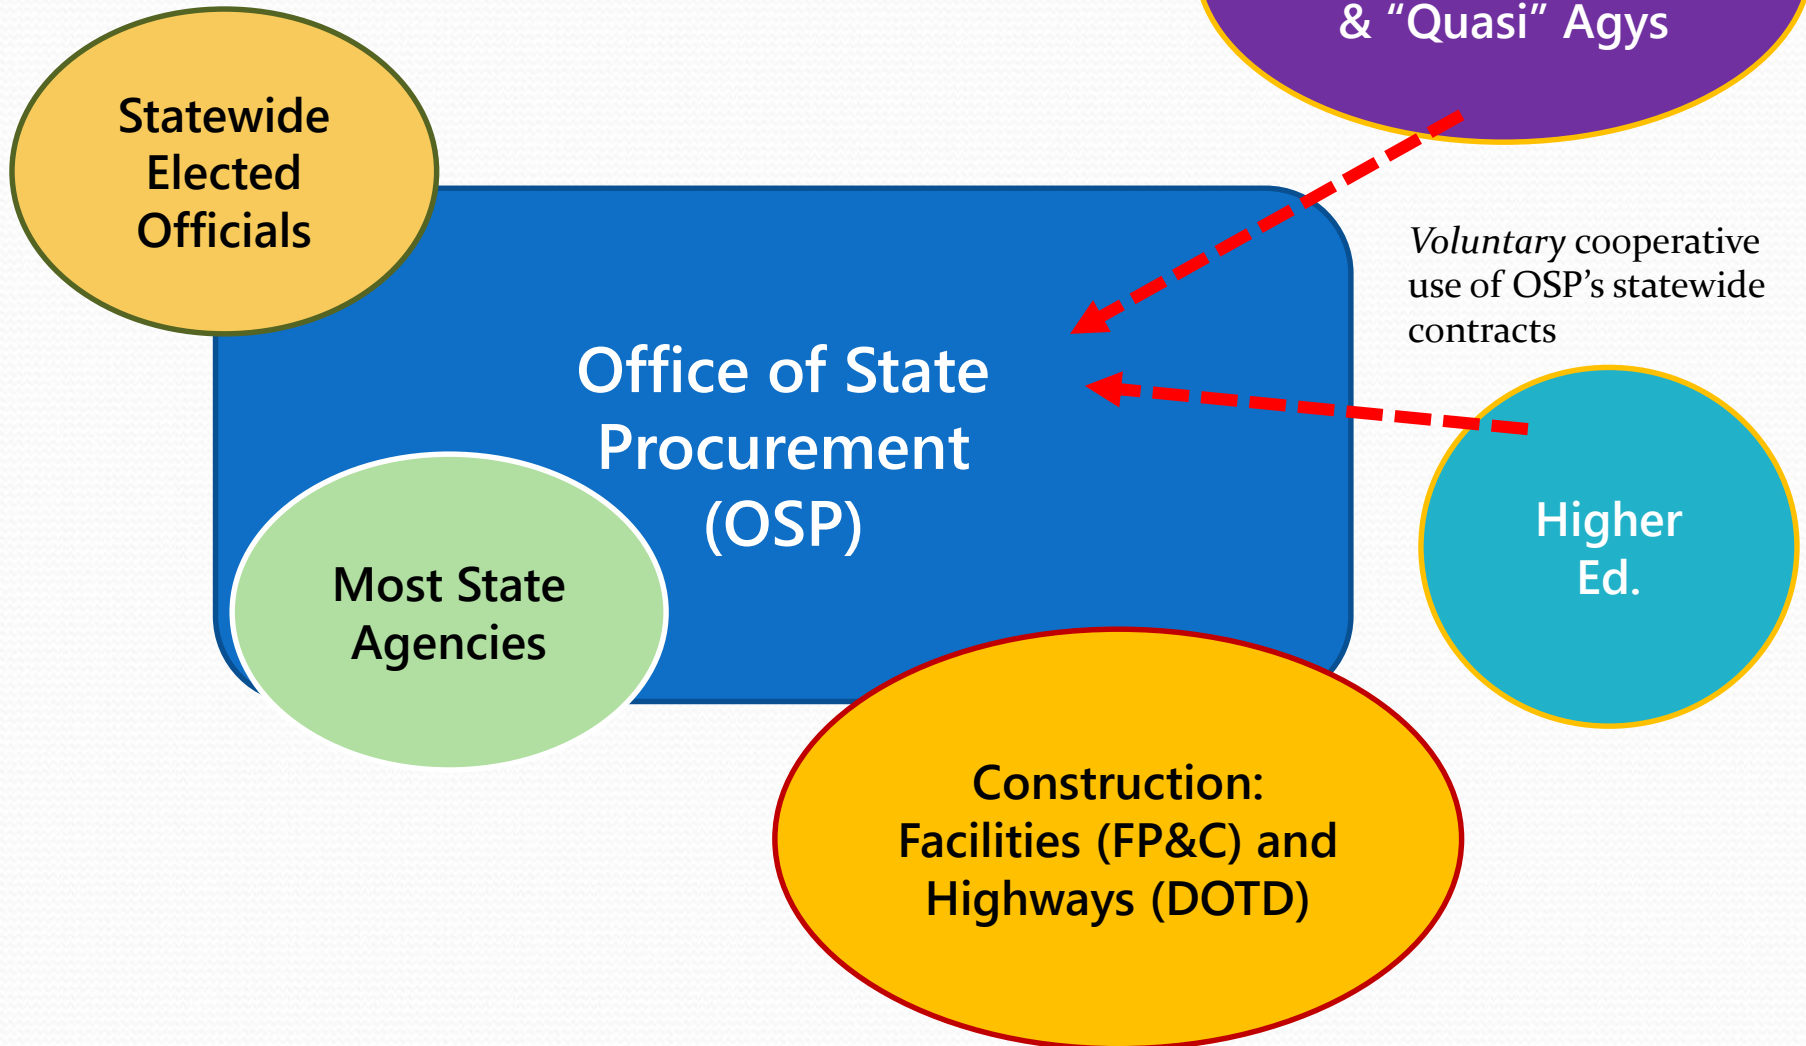 & “Quasi” Agys
Statewide
Elected
Officials
Voluntary cooperative
use of OSP’s statewide
contracts
Office of State
Procurement
(OSP)
Higher
Ed.
Most State
Agencies
Construction:
Facilities (FP&C) and
Highways (DOTD)